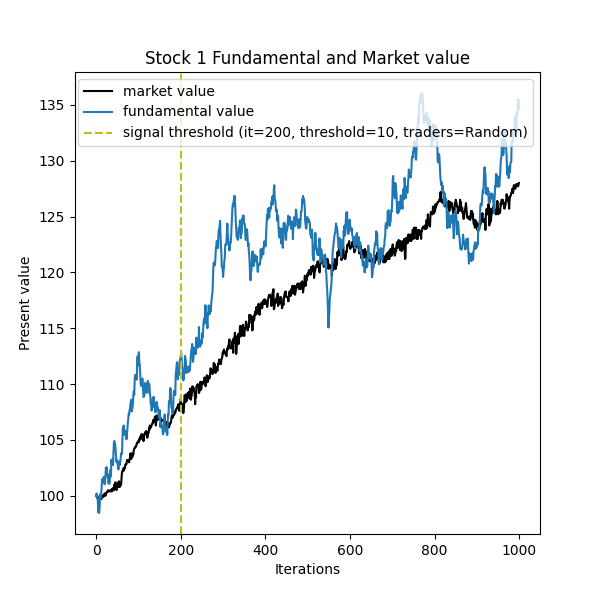 Stock 1 Fundamental and Market value
market value
fundamental value
signal threshold (it=200, threshold=10, traders=Random)
135
130
125
120
115
110
105
100
Present value
0 200 400 600 800 1000
Iterations